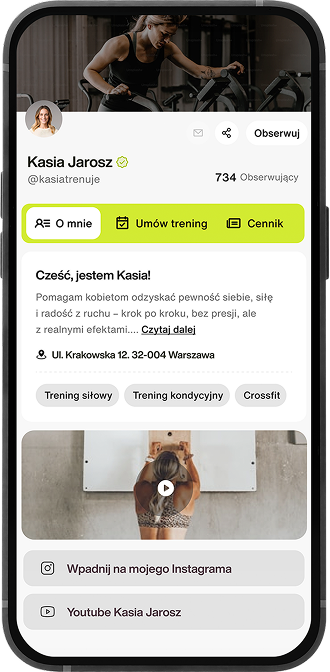 Obserwuj
Kasia Jarosz
@kasiatrenuje
734 Obserwujący
O mnie
Umów trening
Cennik
Cześć, jestem Kasia!
Pomagam kobietom odzyskać pewność siebie, siłę
i radość z ruchu – krok po kroku, bez presji, ale
z realnymi efektami.... Czytaj dalej
Ul. Krakowska 12. 32-004 Warszawa
Trening siłowy
Trening kondycyjny
Crossfit
Wpadnij na mojego Instagrama
Youtube Kasia Jarosz